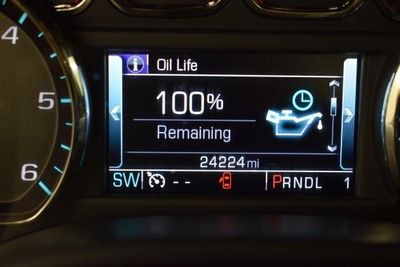 4
5
6
i Oil Life
100%
Remaining
24224 mi
SW -- PRNDL 1